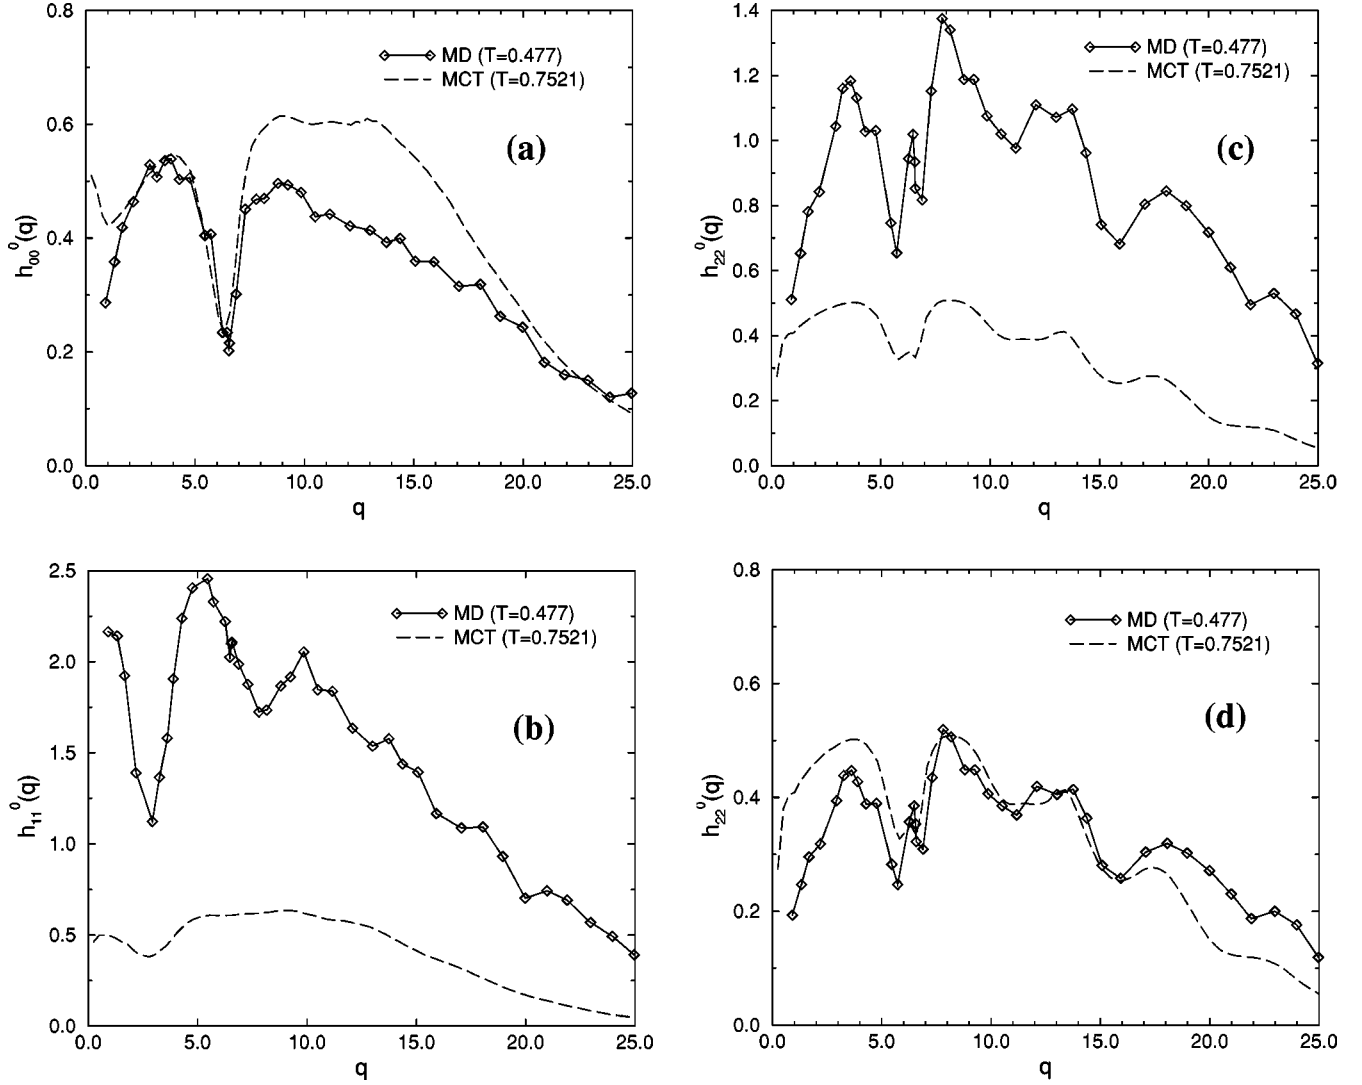 0.8
0.6
0.4
0.2
0.0
h₀₀⁰(q)
MD (T=0.477)
MCT (T=0.7521)
(a)
0.0 5.0 10.0 15.0 20.0 25.0
q
1.4
1.2
1.0
0.8
0.6
0.4
0.2
0.0
h₂₂⁰(q)
MD (T=0.477)
MCT (T=0.7521)
(c)
0.0 5.0 10.0 15.0 20.0 25.0
q
2.5
2.0
1.5
1.0
0.5
0.0
h₁₁⁰(q)
MD (T=0.477)
MCT (T=0.7521)
(b)
0.0 5.0 10.0 15.0 20.0 25.0
q
0.8
0.6
0.4
0.2
0.0
h₂₂⁰(q)
MD (T=0.477)
MCT (T=0.7521)
(d)
0.0 5.0 10.0 15.0 20.0 25.0
q